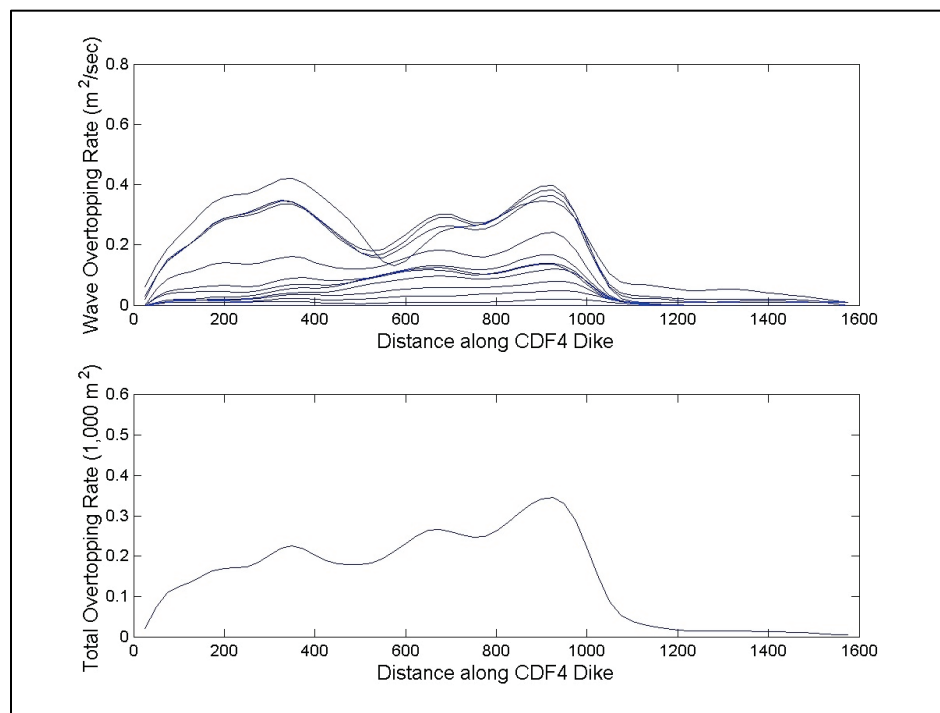 0.8
0.6
0.4
0.2
0
Wave Overtopping Rate (m²/sec)
0 200 400 600 800 1000 1200 1400 1600
Distance along CDF4 Dike
0.6
0.5
0.4
0.3
0.2
0.1
0
Total Overtopping Rate (1,000 m²)
0 200 400 600 800 1000 1200 1400 1600
Distance along CDF4 Dike